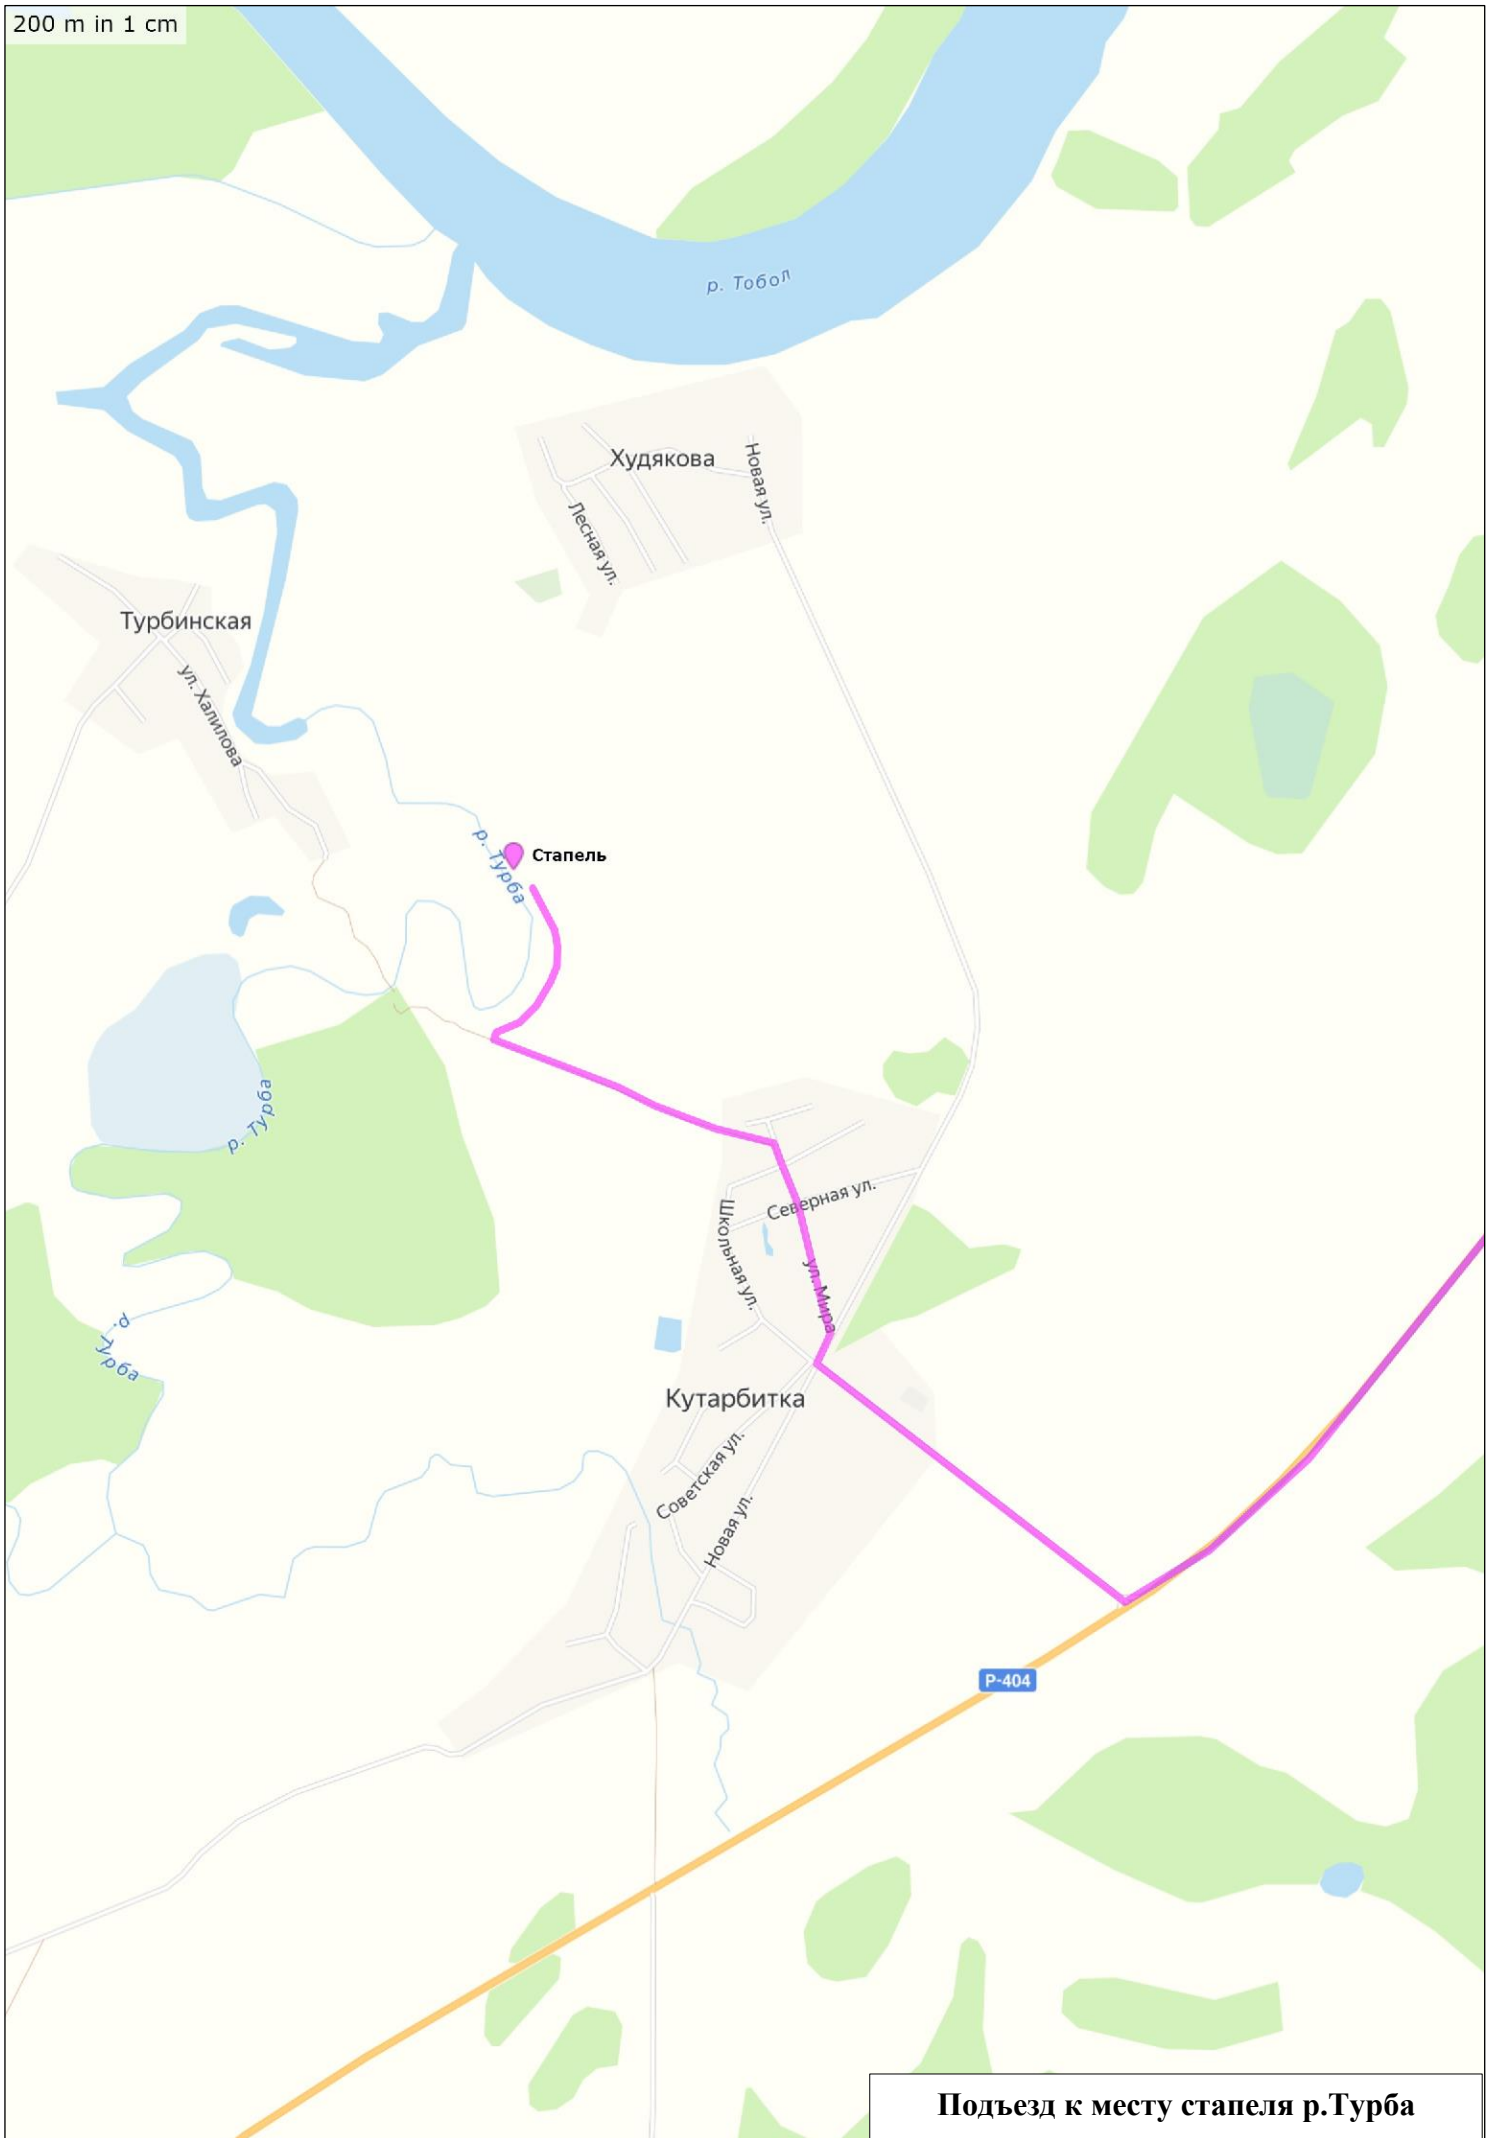 200 m in 1 cm
р. Тобол
Худякова
Новая ул.
Лесная ул.
Турбинская
ул. Халилова
р. Турба
Стапель
р. Турба
Северная ул.
Школьная ул.
ул. Мира
р. Турба
Кутарбитка
Советская ул.
Новая ул.
Р-404
Подъезд к месту стапеля р.Турба